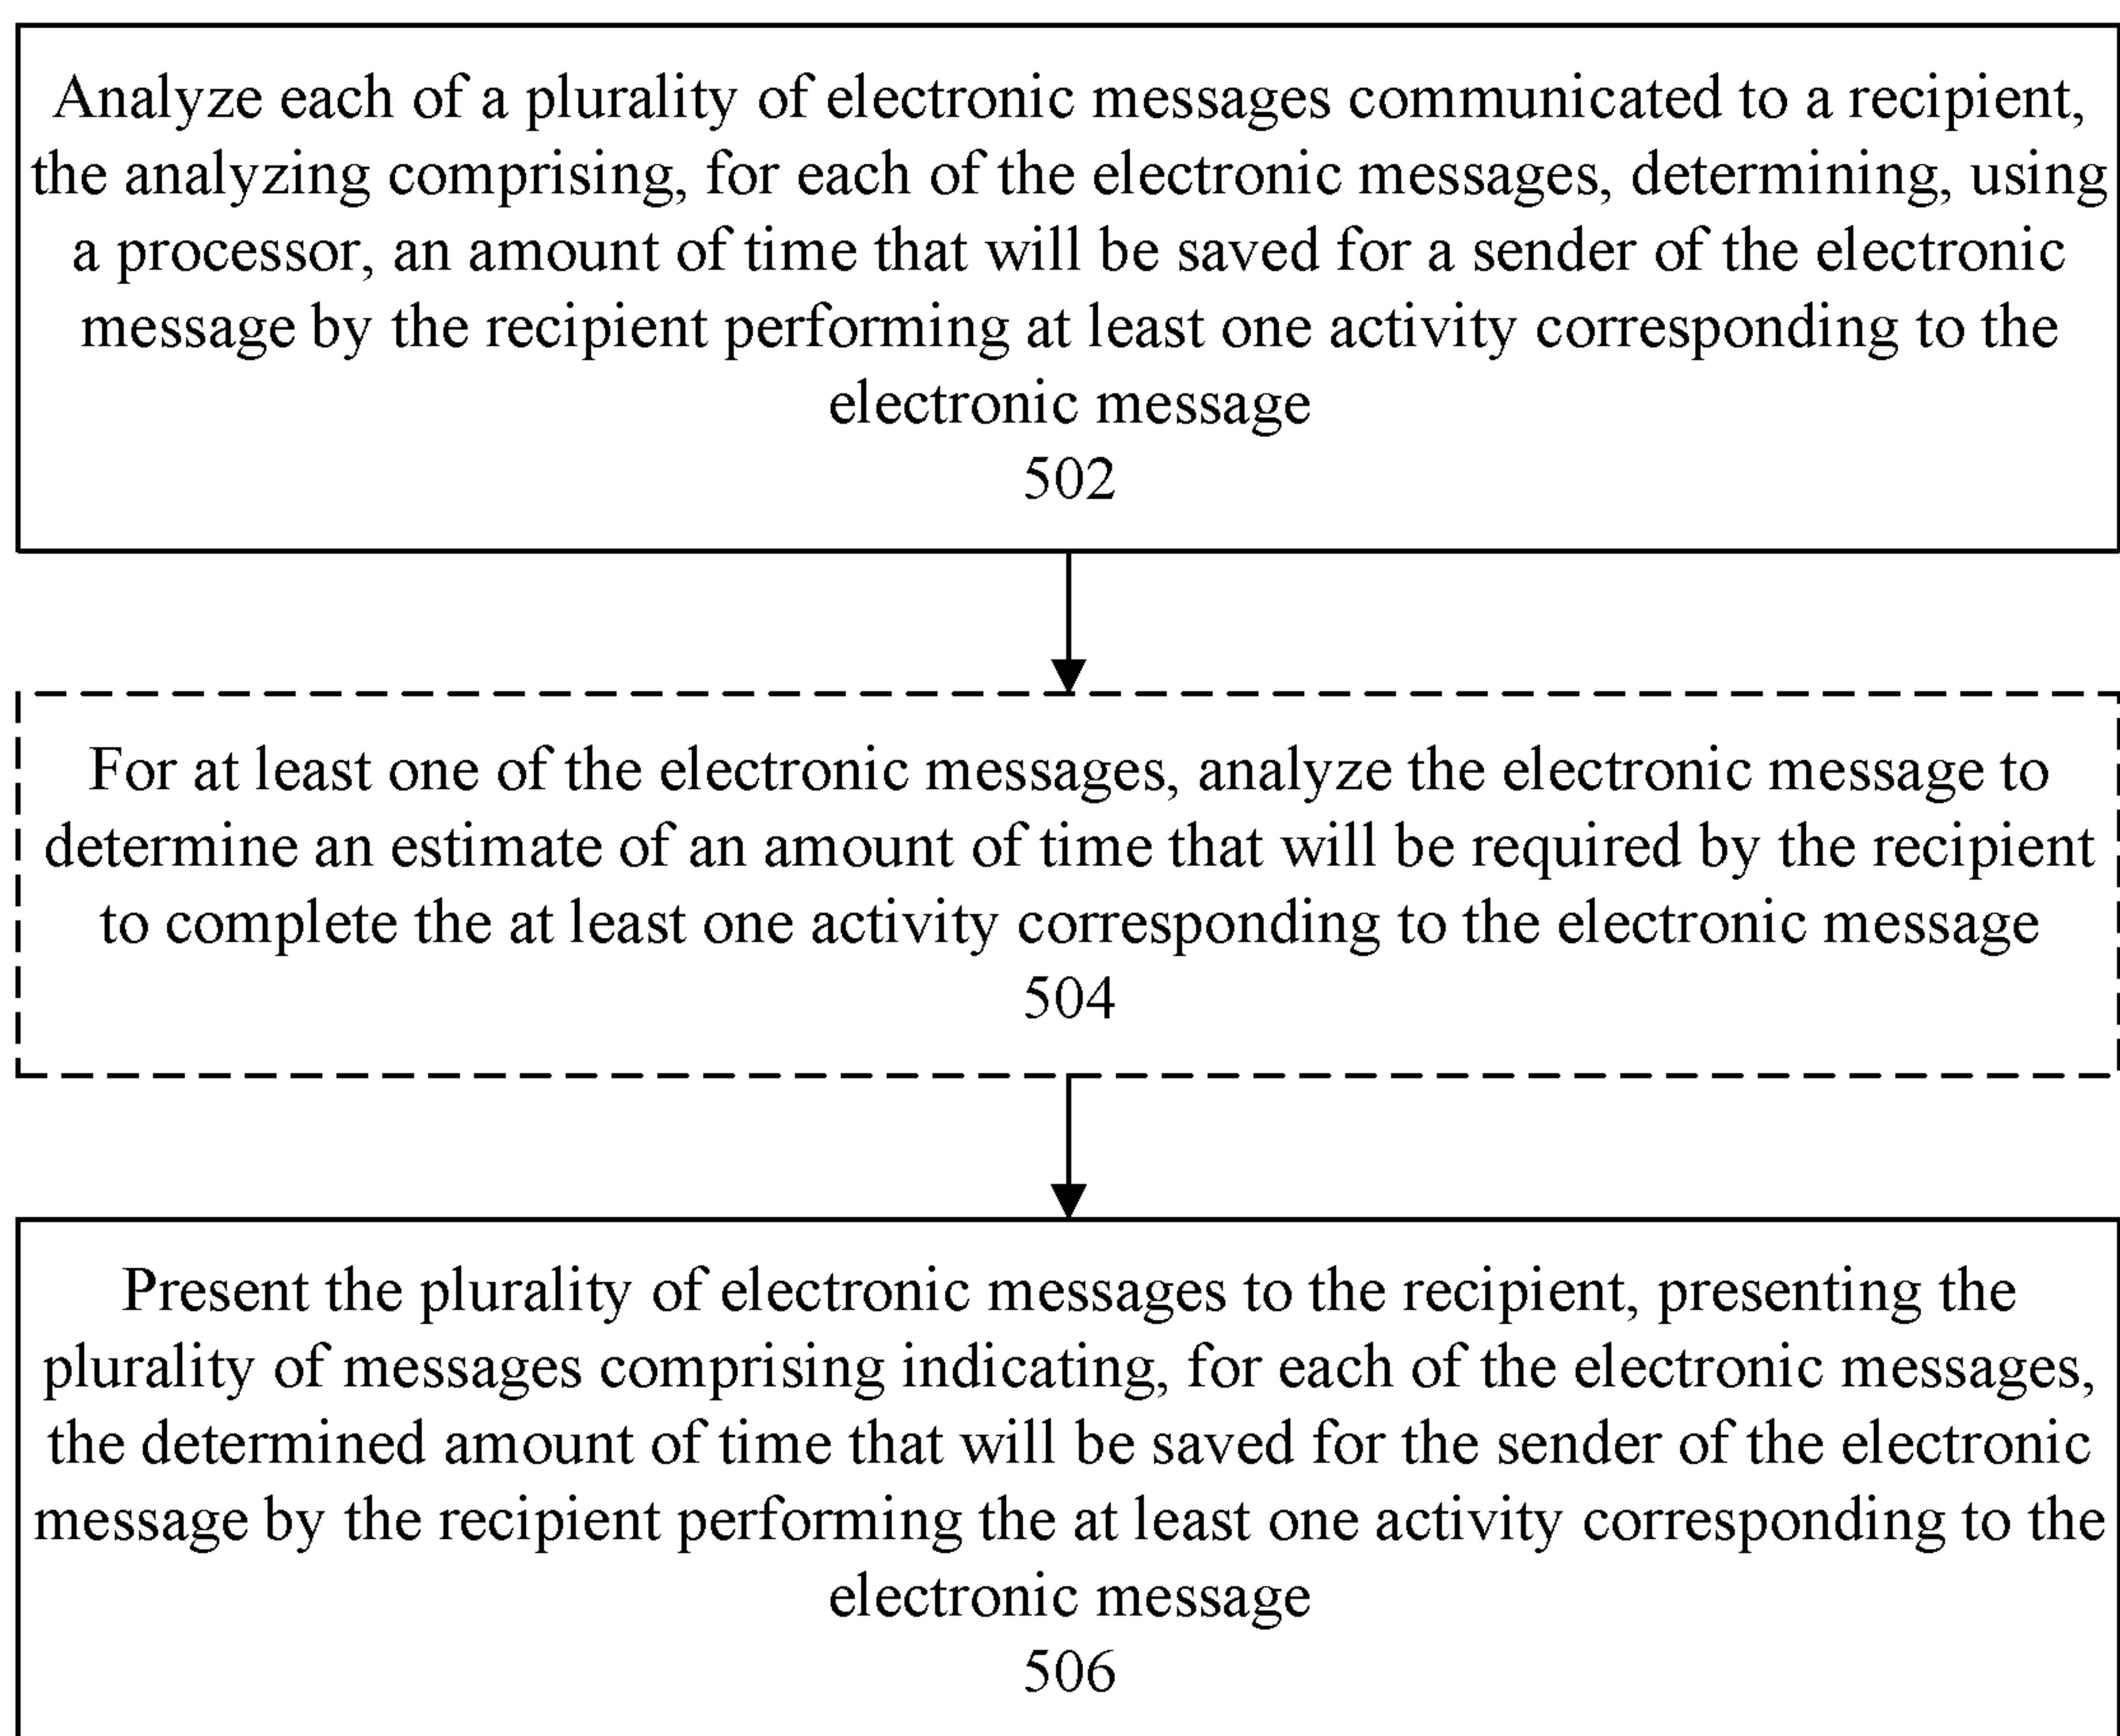 Analyze each of a plurality of electronic messages communicated to a recipient,
the analyzing comprising, for each of the electronic messages, determining, using
a processor, an amount of time that will be saved for a sender of the electronic
message by the recipient performing at least one activity corresponding to the
electronic message
502
For at least one of the electronic messages, analyze the electronic message to
determine an estimate of an amount of time that will be required by the recipient
to complete the at least one activity corresponding to the electronic message
504
Present the plurality of electronic messages to the recipient, presenting the
plurality of messages comprising indicating, for each of the electronic messages,
the determined amount of time that will be saved for the sender of the electronic
message by the recipient performing the at least one activity corresponding to the
electronic message
506